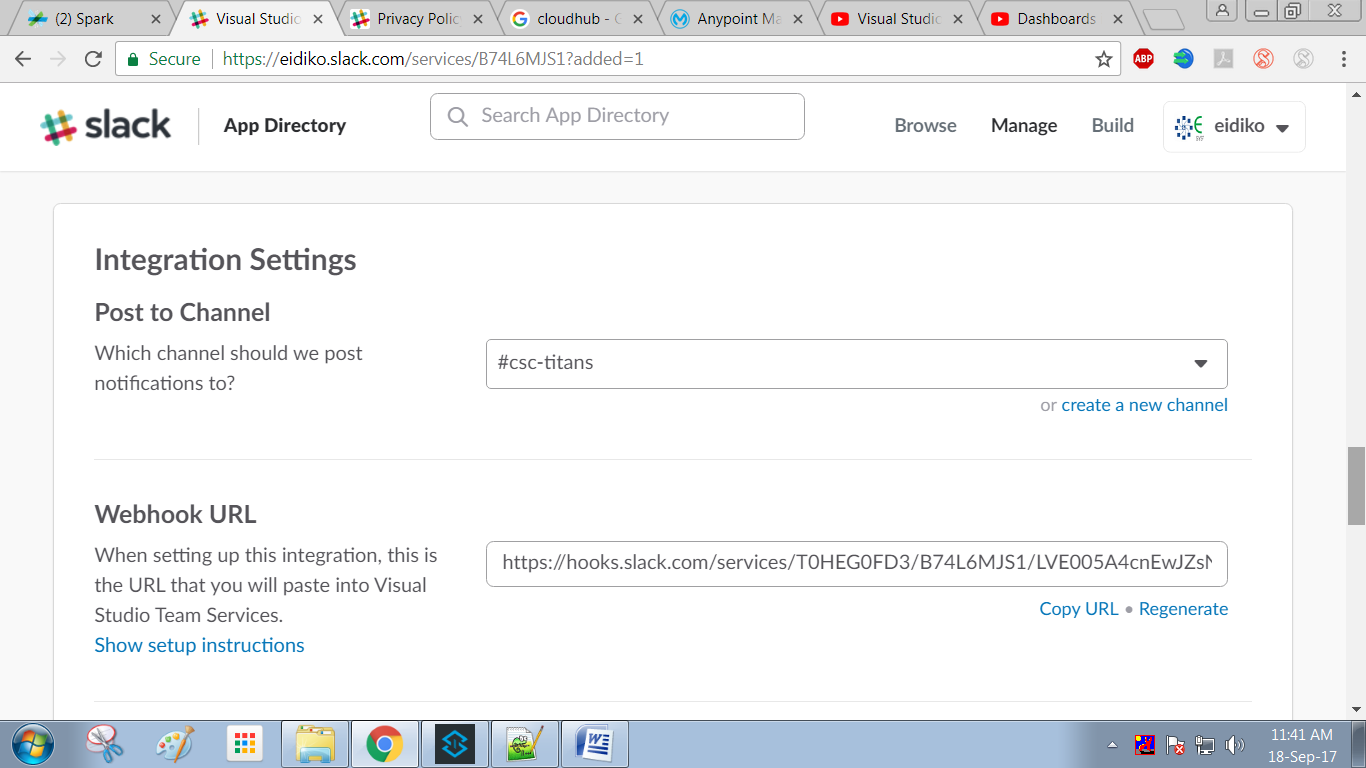 (2) Spark
Visual Studio
Privacy Polic
cloudhub - G
Anypoint Ma
Visual Studic
Dashboards
Secure
https://eidiko.slack.com/services/B74L6MJS1?added=1
ABP
slack
App Directory
Search App Directory
Browse
Manage
Build
eidiko
Integration Settings
Post to Channel
Which channel should we post
notifications to?
#csc-titans
or create a new channel
Webhook URL
When setting up this integration, this is
the URL that you will paste into Visual
Studio Team Services.
Show setup instructions
https://hooks.slack.com/services/T0HEG0FD3/B74L6MJS1/LVE005A4cnEwJZsN
Copy URL • Regenerate
11:41 AM
18-Sep-17